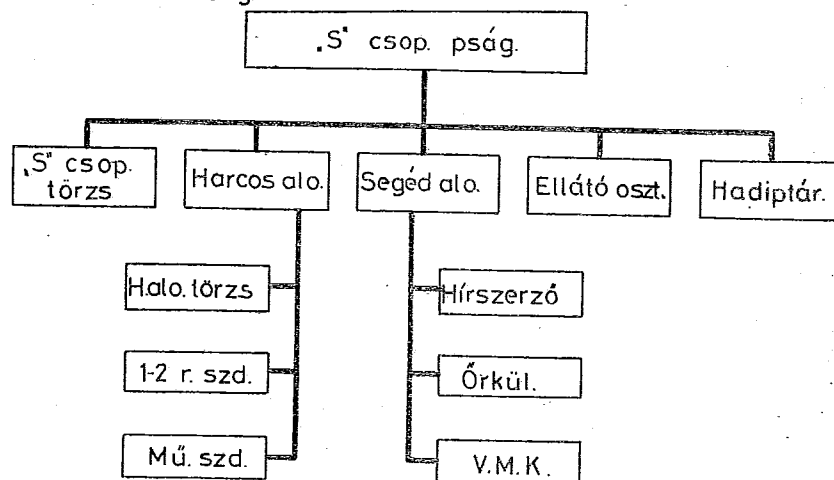 „S" csop. pság.
„S" csop.
törzs
Harcos alo.
Segéd alo.
Ellátó oszt.
Hadiptár.
H.alo. törzs
1-2 r. szd.
Mű. szd.
Hírszerző
Őrkül.
V.M.K.